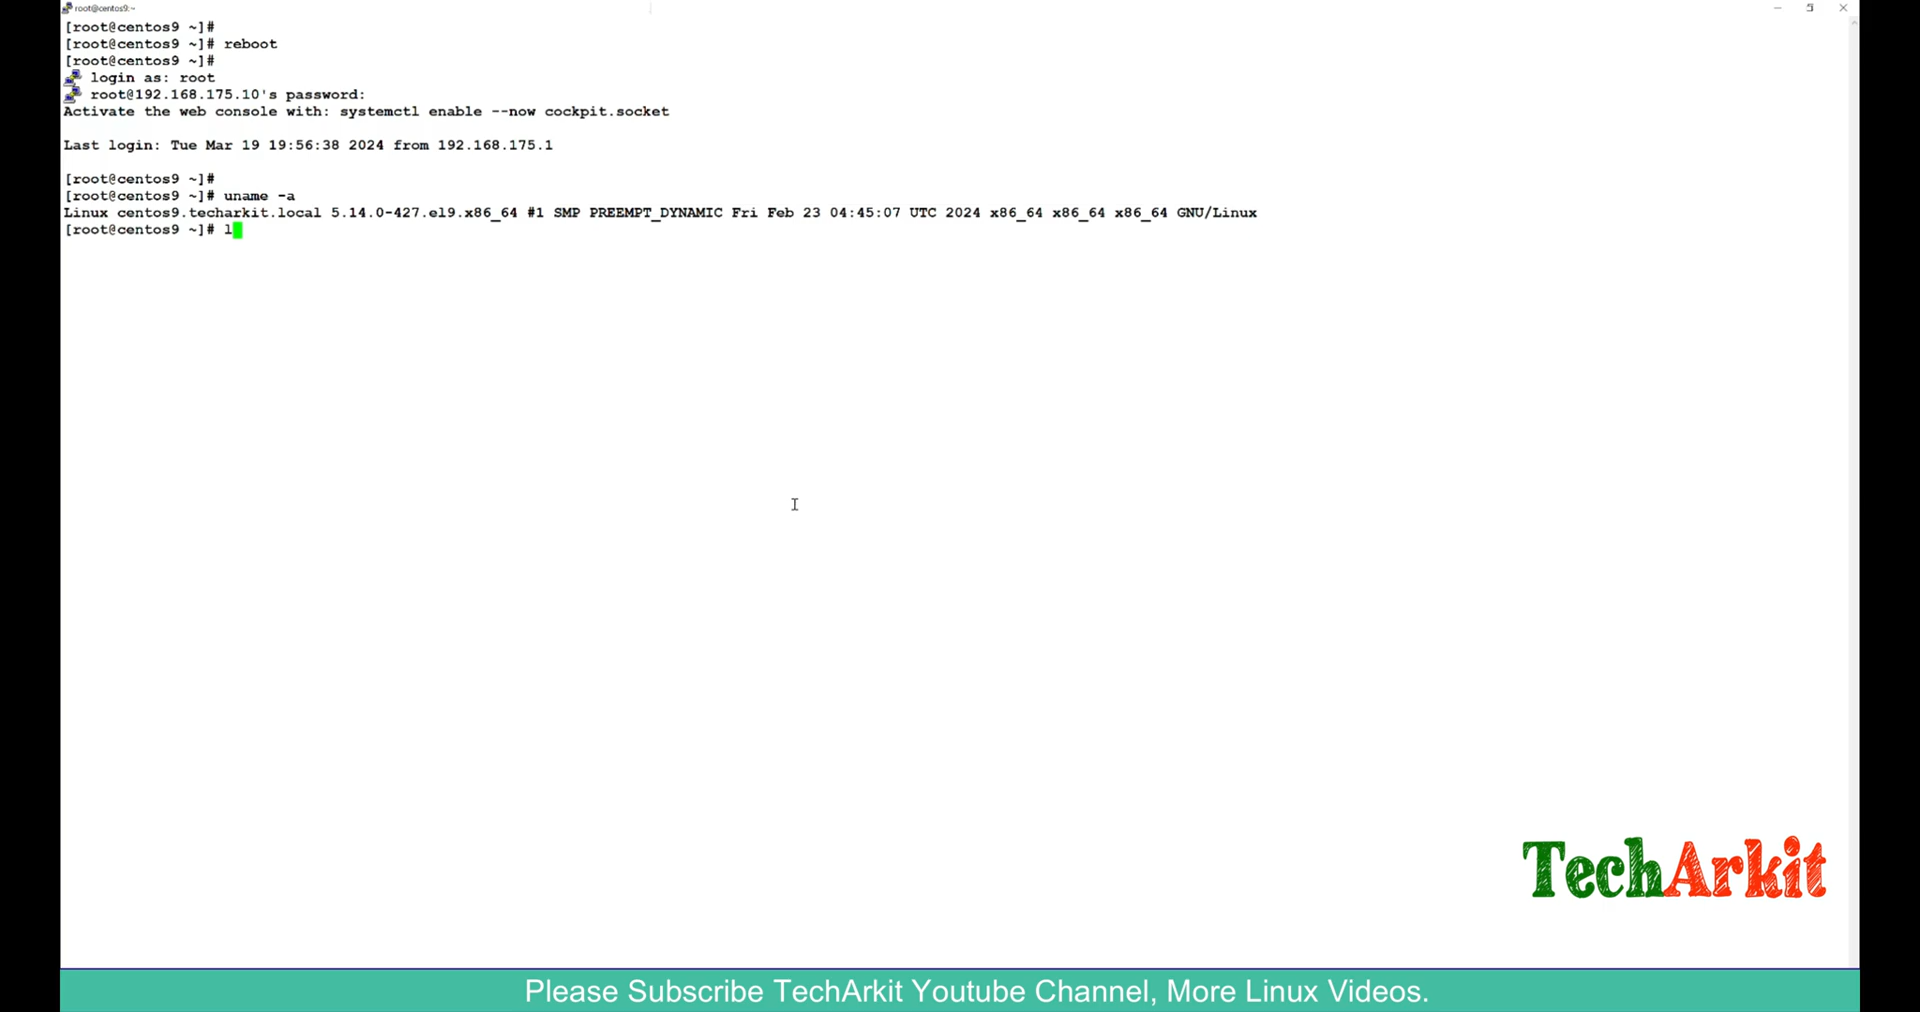 root@centos9:~
[root@centos9 ~]#
[root@centos9 ~]# reboot
[root@centos9 ~]#
login as: root
root@192.168.175.10's password:
Activate the web console with: systemctl enable --now cockpit.socket
Last login: Tue Mar 19 19:56:38 2024 from 192.168.175.1
[root@centos9 ~]#
[root@centos9 ~]# uname -a
Linux centos9.techarkit.local 5.14.0-427.el9.x86_64 #1 SMP PREEMPT_DYNAMIC Fri Feb 23 04:45:07 UTC 2024 x86_64 x86_64 x86_64 GNU/Linux
[root@centos9 ~]# l
TechArkit
Please Subscribe TechArkit Youtube Channel, More Linux Videos.